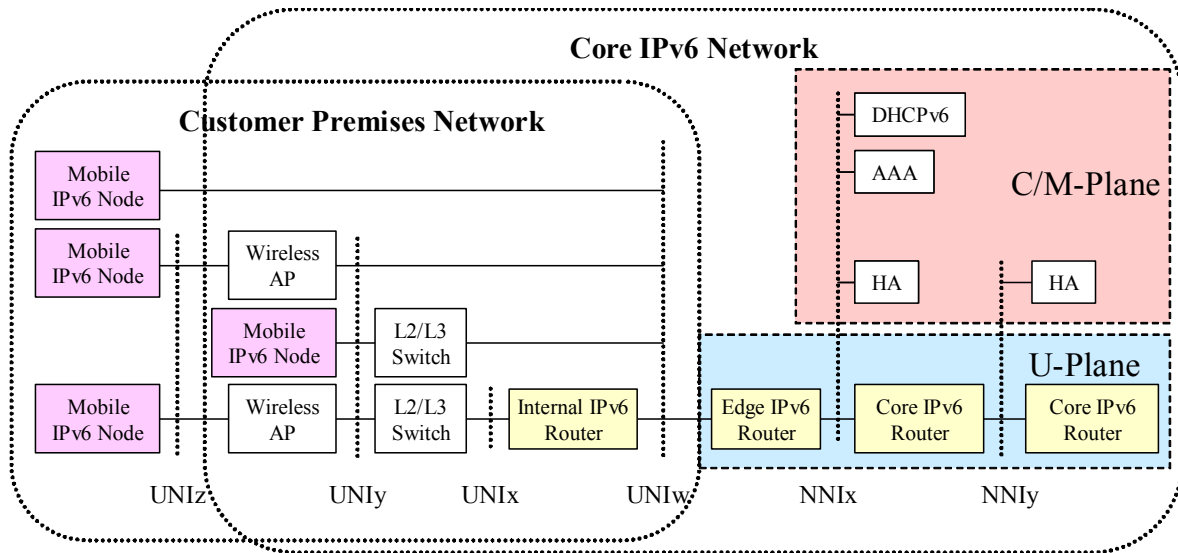 Core IPv6 Network
Customer Premises Network
DHCPv6
AAA
C/M-Plane
HA
HA
Mobile
IPv6 Node
Mobile
IPv6 Node
Wireless
AP
Mobile
IPv6 Node
L2/L3
Switch
U-Plane
Mobile
IPv6 Node
Wireless
AP
L2/L3
Switch
Internal IPv6
Router
Edge IPv6
Router
Core IPv6
Router
Core IPv6
Router
UNIz
UNIy
UNIx
UNIw
NNIx
NNIy